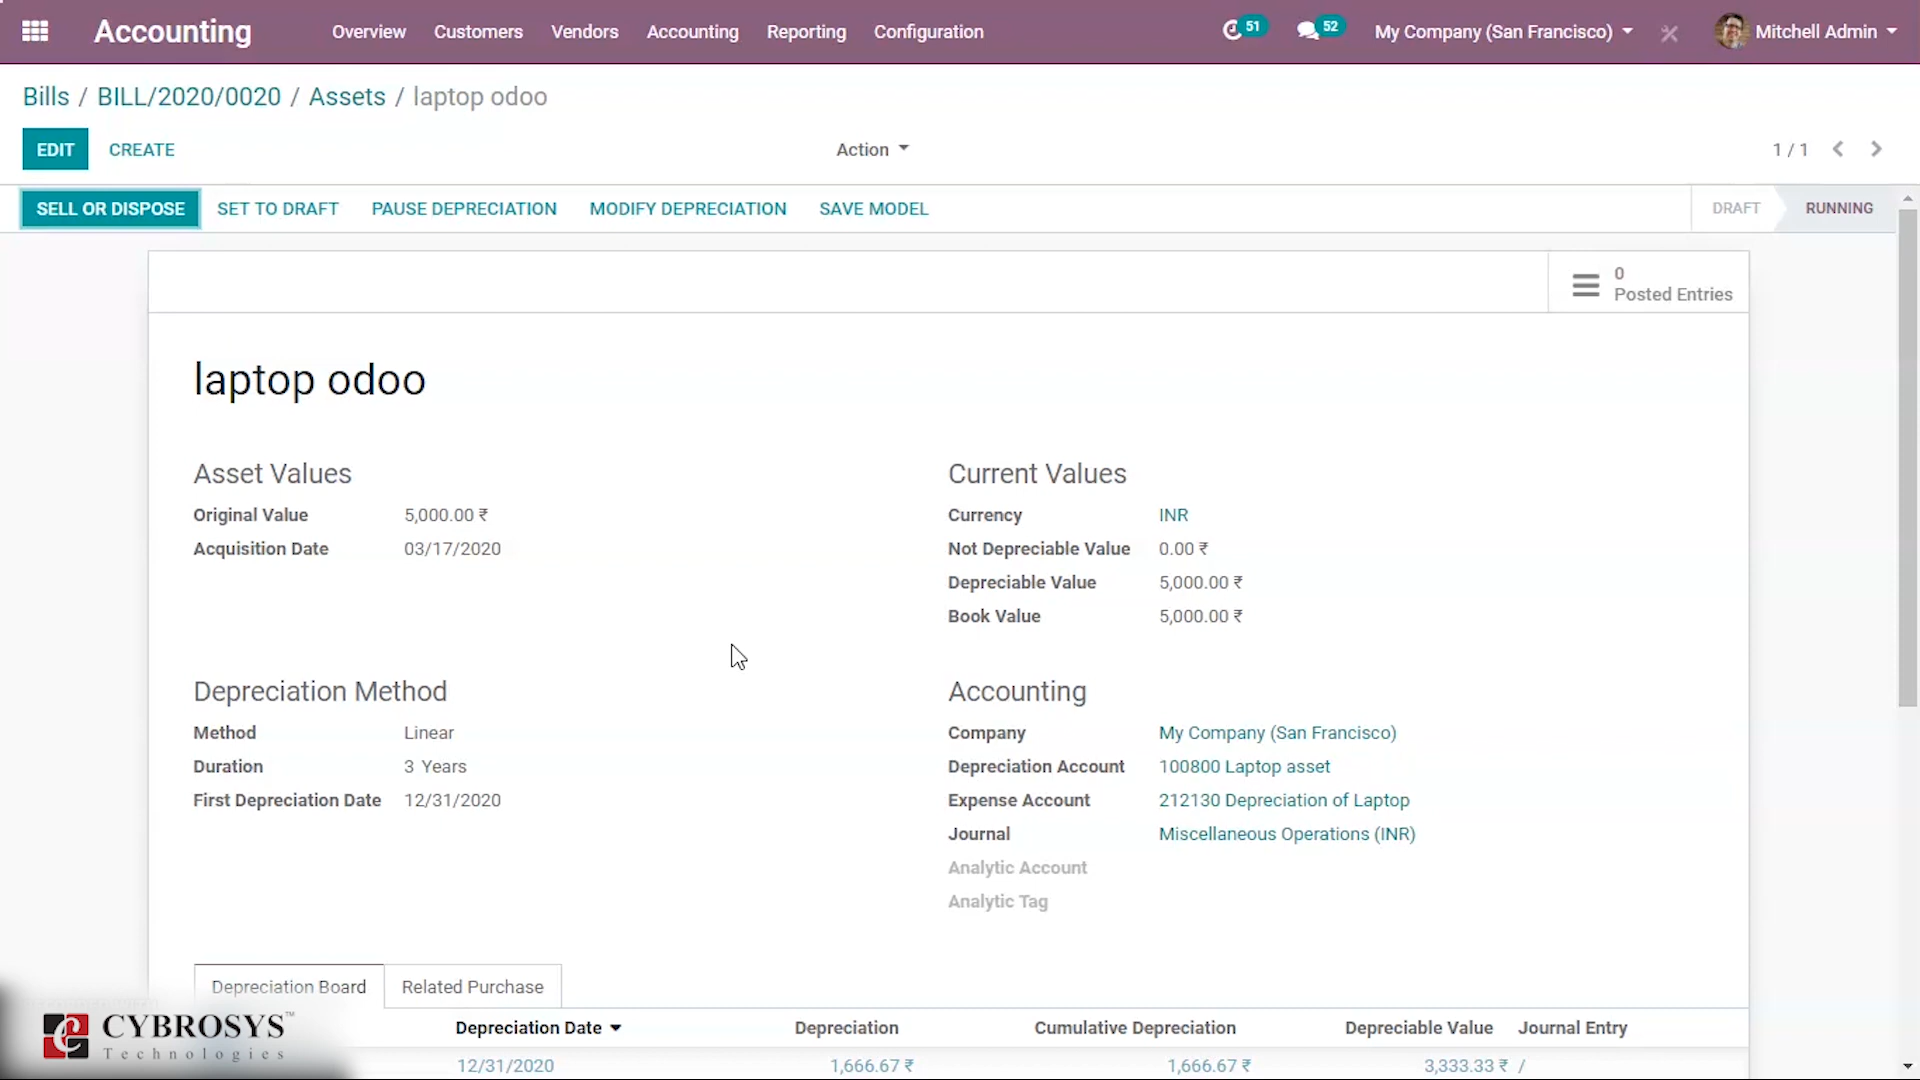 Accounting Overview Customers Vendors Accounting Reporting Configuration 51 52 My Company (San Francisco) Mitchell Admin
Bills / BILL/2020/0020 / Assets / laptop odoo
EDIT CREATE Action 1 / 1
SELL OR DISPOSE SET TO DRAFT PAUSE DEPRECIATION MODIFY DEPRECIATION SAVE MODEL DRAFT RUNNING
0
Posted Entries
laptop odoo
Asset Values
Original Value 5,000.00 ₹
Acquisition Date 03/17/2020
Current Values
Currency INR
Not Depreciable Value 0.00 ₹
Depreciable Value 5,000.00 ₹
Book Value 5,000.00 ₹
Depreciation Method
Method Linear
Duration 3 Years
First Depreciation Date 12/31/2020
Accounting
Company My Company (San Francisco)
Depreciation Account 100800 Laptop asset
Expense Account 212130 Depreciation of Laptop
Journal Miscellaneous Operations (INR)
Analytic Account
Analytic Tag
Depreciation Board Related Purchase
Depreciation Date Depreciation Cumulative Depreciation Depreciable Value Journal Entry
12/31/2020 1,666.67 ₹ 1,666.67 ₹ 3,333.33 ₹ /
CYBROSYS™
Technologies